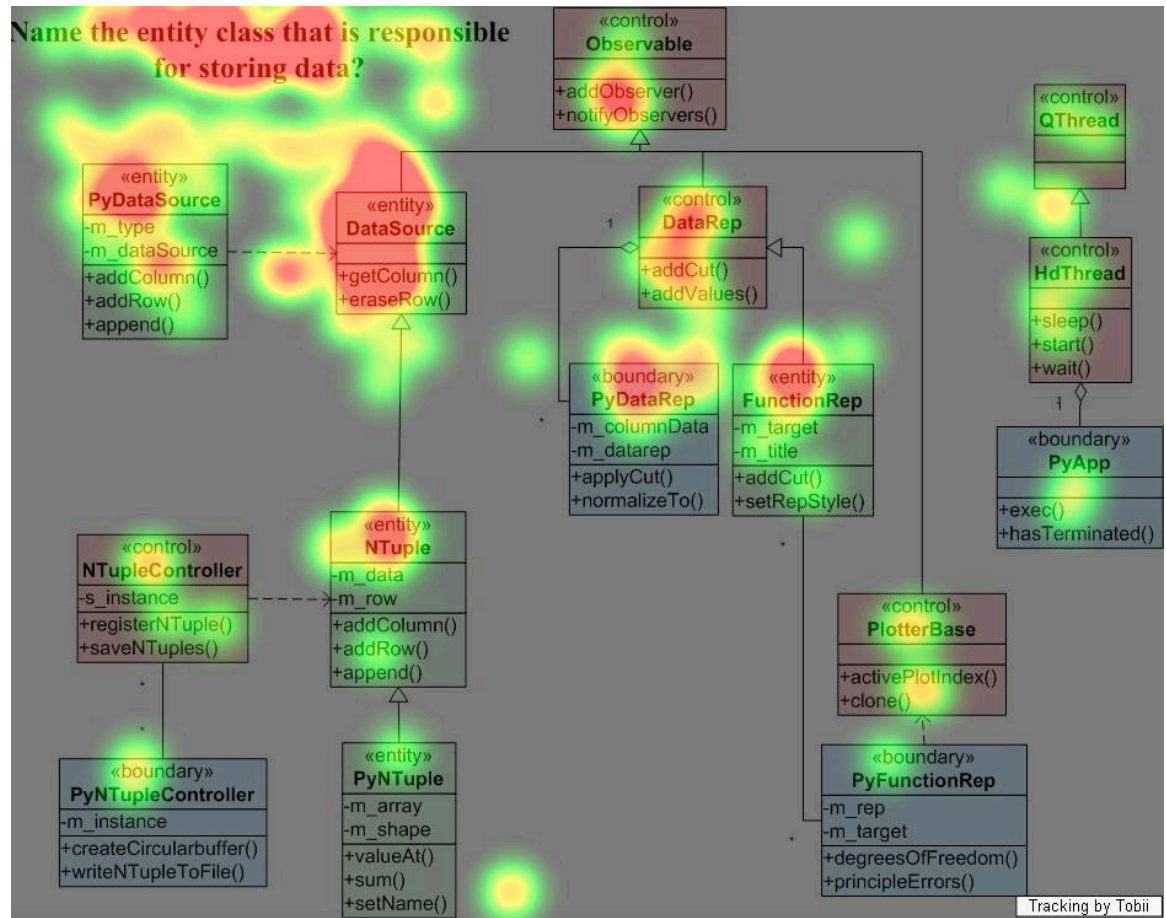 Name the entity class that is responsible
for storing data?
«control»
Observable
+addObserver()
+notifyObservers()
«control»
QThread
«entity»
PyDataSource
-m_type
-m_dataSource
+addColumn()
+addRow()
+append()
«entity»
DataSource
+getColumn()
+eraseRow()
1
«control»
DataRep
+addCut()
+addValues()
«control»
HdThread
+sleep()
+start()
+wait()
«boundary»
PyDataRep
-m_columnData
-m_datarep
+applyCut()
+normalizeTo()
*
«entity»
FunctionRep
-m_target
-m_title
+addCut()
+setRepStyle()
*
«boundary»
PyApp
+exec()
+hasTerminated()
«control»
NTupleController
-s_instance
+registerNTuple()
+saveNTuples()
*
*
«entity»
NTuple
-m_data
-m_row
+addColumn()
+addRow()
+append()
«control»
PlotterBase
+activePlotIndex()
+clone()
«boundary»
PyNTupleController
-m_instance
+createCircularbuffer()
+writeNTupleToFile()
«entity»
PyNTuple
-m_array
-m_shape
+valueAt()
+sum()
+setName()
«boundary»
PyFunctionRep
-m_rep
-m_target
+degreesOfFreedom()
+principleErrors()
*
Tracking by Tobii